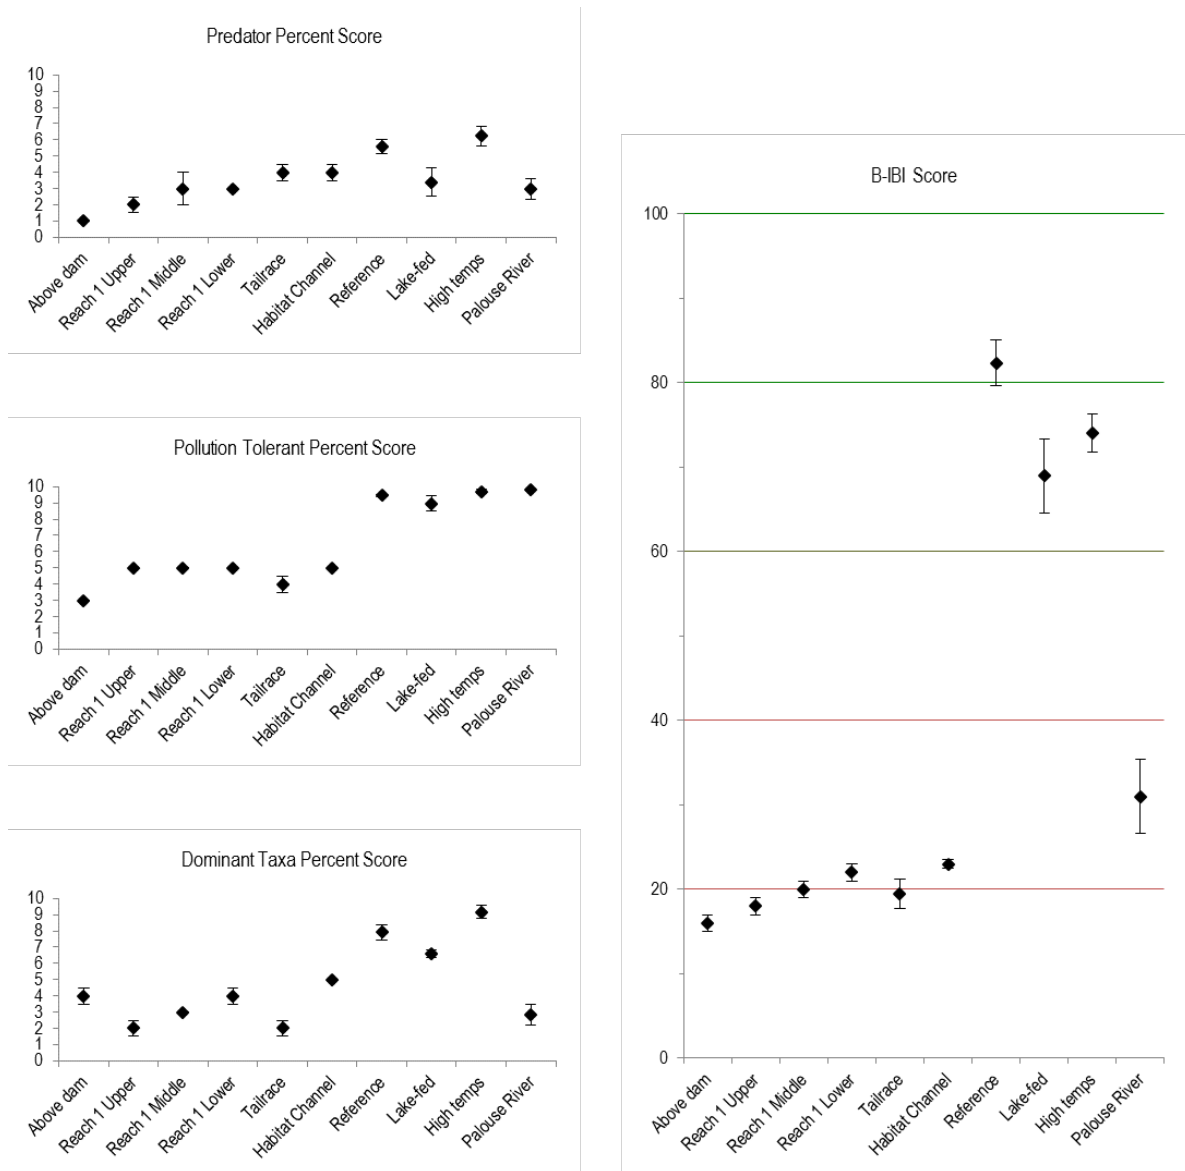 Predator Percent Score
10
9
8
7
6
5
4
3
2
1
0
Above dam
Reach 1 Upper
Reach 1 Middle
Reach 1 Lower
Tailrace
Habitat Channel
Reference
Lake-fed
High temps
Palouse River
Pollution Tolerant Percent Score
10
9
8
7
6
5
4
3
2
1
0
Above dam
Reach 1 Upper
Reach 1 Middle
Reach 1 Lower
Tailrace
Habitat Channel
Reference
Lake-fed
High temps
Palouse River
Dominant Taxa Percent Score
10
9
8
7
6
5
4
3
2
1
0
Above dam
Reach 1 Upper
Reach 1 Middle
Reach 1 Lower
Tailrace
Habitat Channel
Reference
Lake-fed
High temps
Palouse River
B-IBI Score
100
80
60
40
20
0
Above dam
Reach 1 Upper
Reach 1 Middle
Reach 1 Lower
Tailrace
Habitat Channel
Reference
Lake-fed
High temps
Palouse River